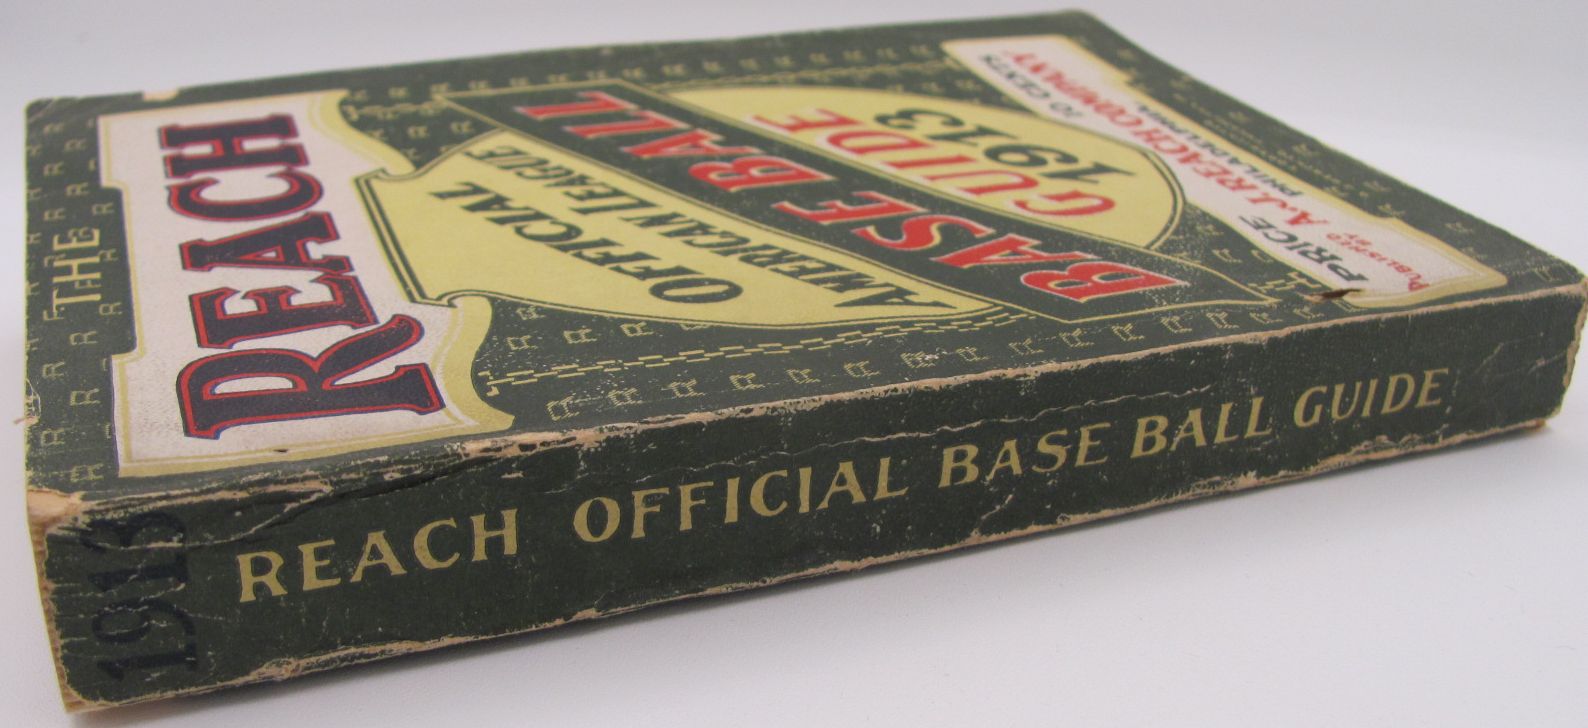 THE
REACH
OFFICIAL
AMERICAN LEAGUE
BASE BALL
GUIDE
1913
PRICE 10 CENTS
PUBLISHED BY A.J. REACH COMPANY
PHILADELPHIA,
1913 REACH OFFICIAL BASE BALL GUIDE